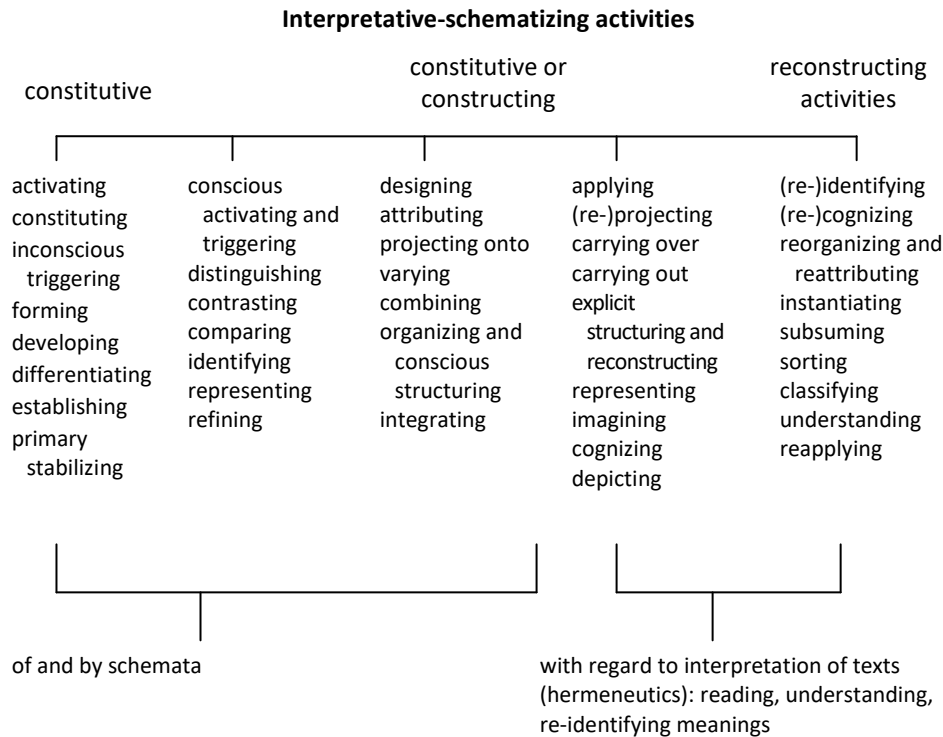 Interpretative-schematizing activities
constitutive
constitutive or
constructing
reconstructing
activities
activating
constituting
inconscious
triggering
forming
developing
differentiating
establishing
primary
stabilizing
conscious
activating and
triggering
distinguishing
contrasting
comparing
identifying
representing
refining
designing
attributing
projecting onto
varying
combining
organizing and
conscious
structuring
integrating
applying
(re-)projecting
carrying over
carrying out
explicit
structuring and
reconstructing
representing
imagining
cognizing
depicting
(re-)identifying
(re-)cognizing
reorganizing and
reattributing
instantiating
subsuming
sorting
classifying
understanding
reapplying
of and by schemata
with regard to interpretation of texts
(hermeneutics): reading, understanding,
re-identifying meanings